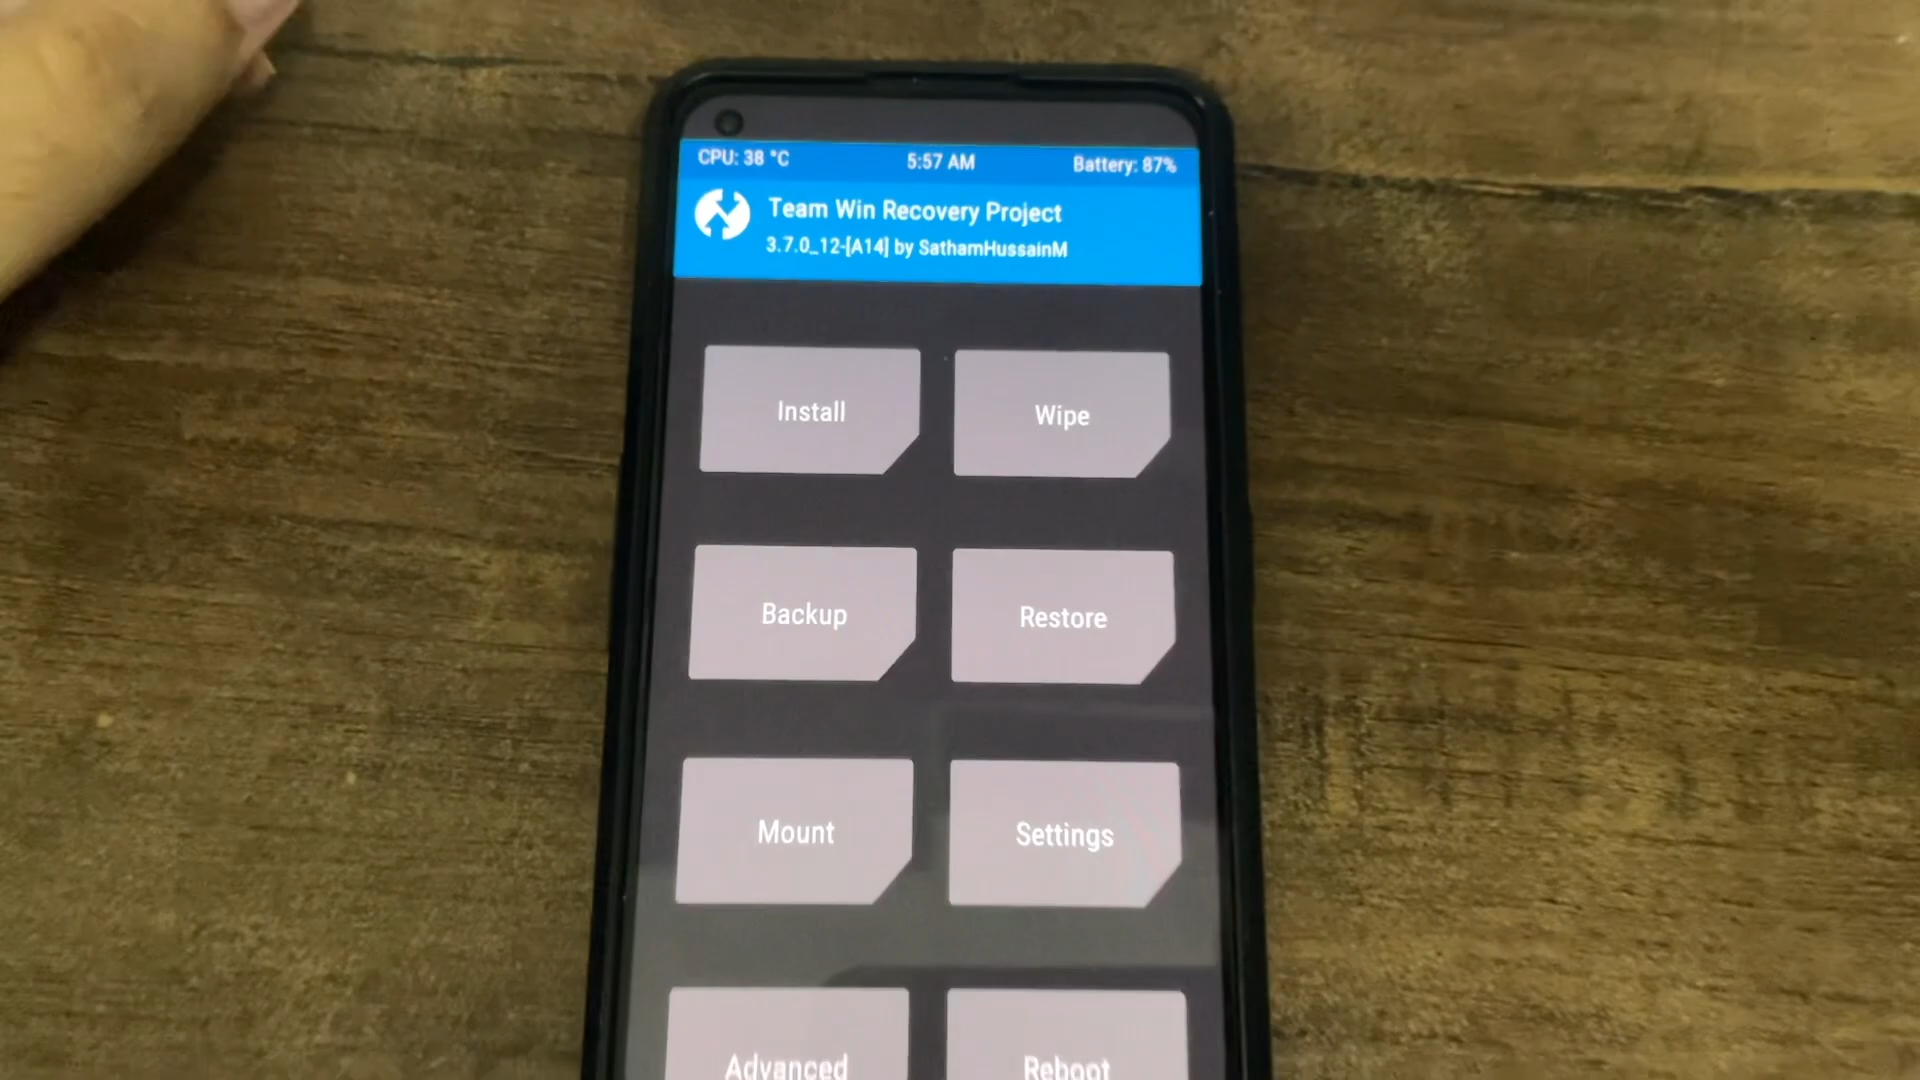 CPU: 38 °C 5:57 AM Battery: 87%
Team Win Recovery Project
3.7.0_12-[A14] by SathamHussainM
Install Wipe
Backup Restore
Mount Settings
Advanced Reboot